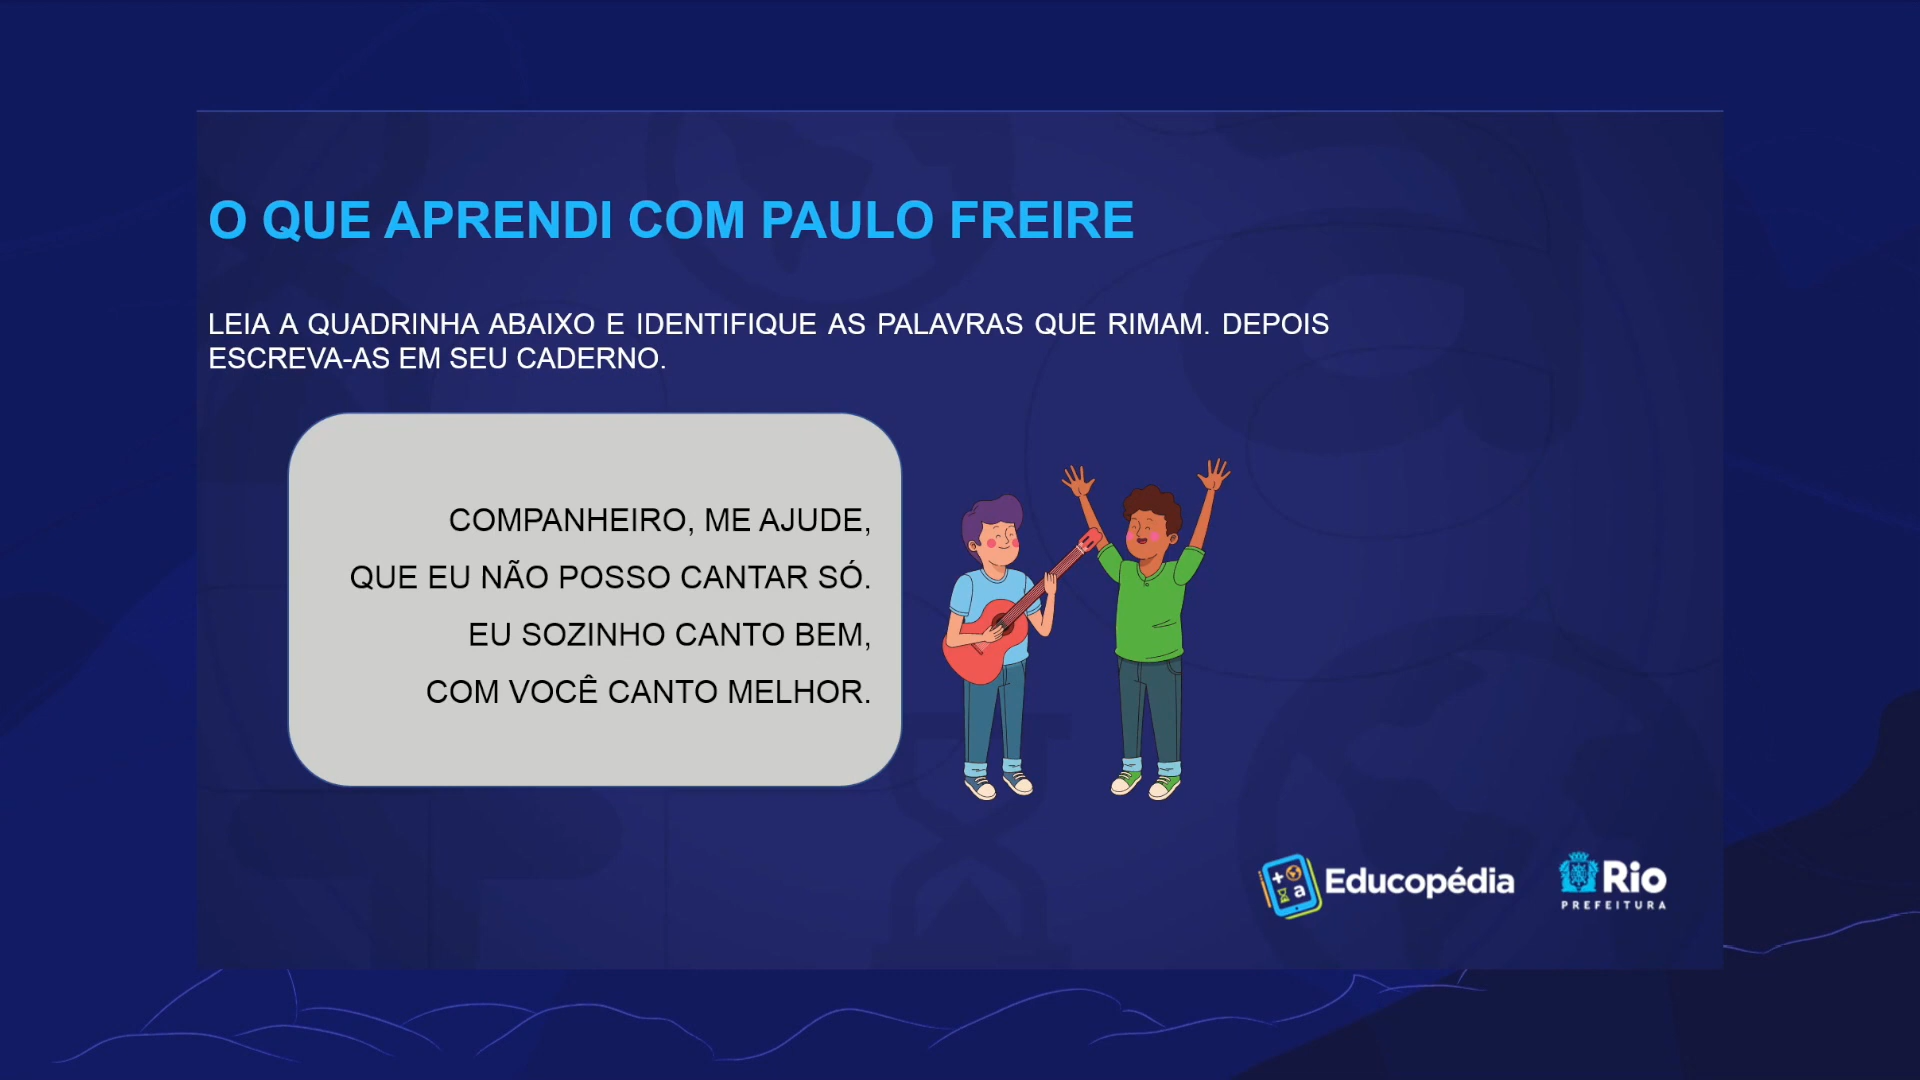 O QUE APRENDI COM PAULO FREIRE
LEIA A QUADRINHA ABAIXO E IDENTIFIQUE AS PALAVRAS QUE RIMAM. DEPOIS
ESCREVA-AS EM SEU CADERNO.
COMPANHEIRO, ME AJUDE,
QUE EU NÃO POSSO CANTAR SÓ.
EU SOZINHO CANTO BEM,
COM VOCÊ CANTO MELHOR.
+ a Educopédia
Rio
PREFEITURA